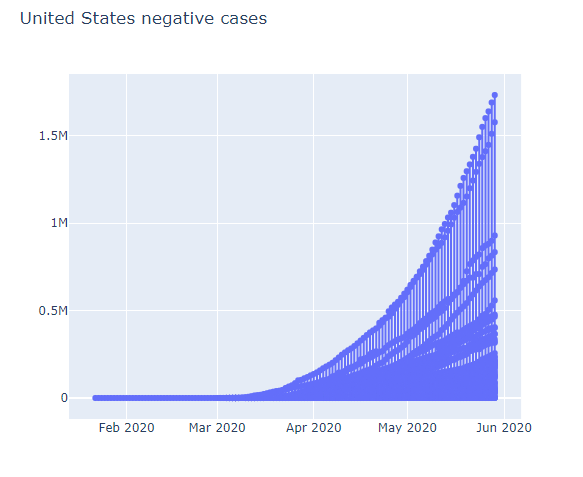 United States negative cases
1.5M
1M
0.5M
0
Feb 2020 Mar 2020 Apr 2020 May 2020 Jun 2020